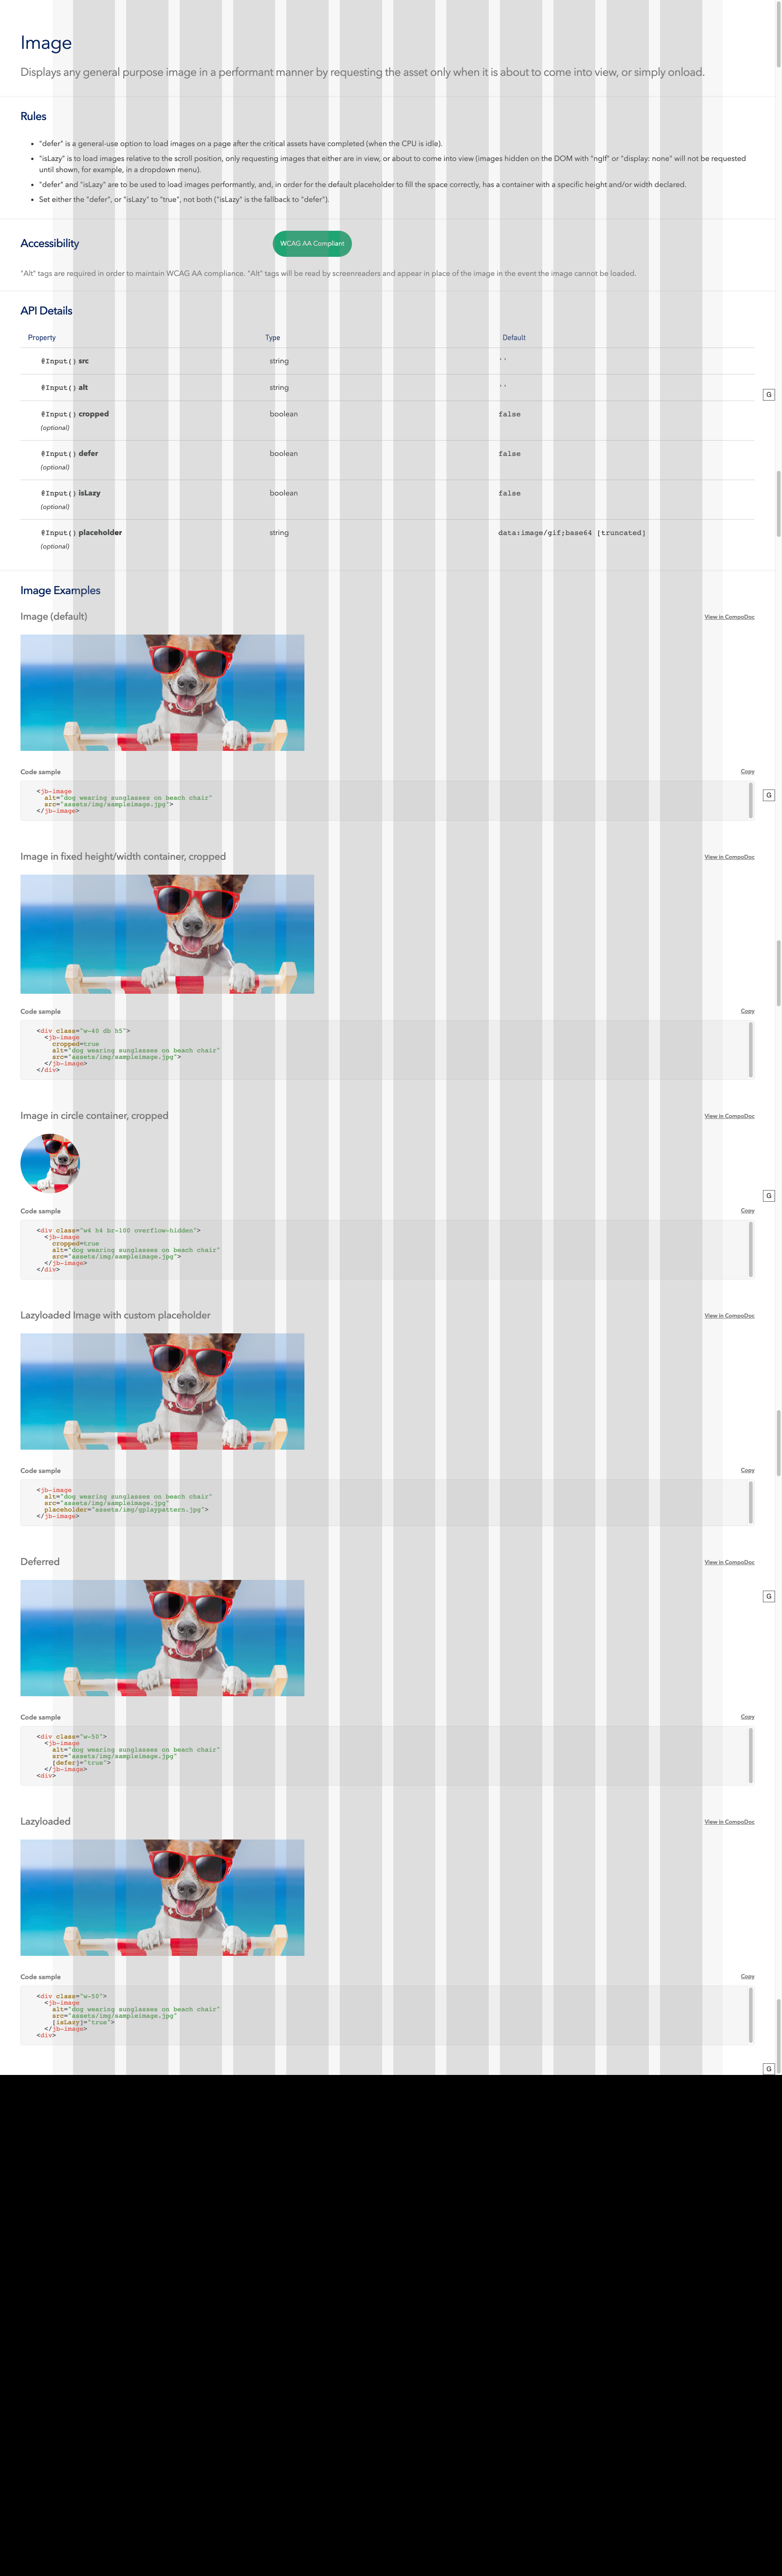 Image
Displays any general purpose image in a performant manner by requesting the asset only when it is about to come into view, or simply onload.
Rules
• "defer" is a general-use option to load images on a page after the critical assets have completed (when the CPU is idle).
• "isLazy" is to load images relative to the scroll position, only requesting images that either are in view, or about to come into view (images hidden on the DOM with "ngIf" or "display: none" will not be requested
until shown, for example, in a dropdown menu).
• "defer" and "isLazy" are to be used to load images performantly, and, in order for the default placeholder to fill the space correctly, has a container with a specific height and/or width declared.
• Set either the "defer", or "isLazy" to "true", not both ("isLazy" is the fallback to "defer").
Accessibility
WCAG AA Compliant
"Alt" tags are required in order to maintain WCAG AA compliance. "Alt" tags will be read by screenreaders and appear in place of the image in the event the image cannot be loaded.
API Details
Property Type Default
@Input() src string ''
@Input() alt string ''
G
@Input() cropped boolean false
(optional)
@Input() defer boolean false
(optional)
@Input() isLazy boolean false
(optional)
@Input() placeholder string data:image/gif;base64 [truncated]
(optional)
Image Examples
Image (default) View in CompoDoc
Code sample Copy
<jb-image
alt="dog wearing sunglasses on beach chair"
src="assets/img/sampleimage.jpg">
</jb-image>
G
Image in fixed height/width container, cropped View in CompoDoc
Code sample Copy
<div class="w-40 db h5">
<jb-image
cropped=true
alt="dog wearing sunglasses on beach chair"
src="assets/img/sampleimage.jpg">
</jb-image>
</div>
Image in circle container, cropped View in CompoDoc
G
Code sample Copy
<div class="w4 h4 br-100 overflow-hidden">
<jb-image
cropped=true
alt="dog wearing sunglasses on beach chair"
src="assets/img/sampleimage.jpg">
</jb-image>
</div>
Lazyloaded Image with custom placeholder View in CompoDoc
Code sample Copy
<jb-image
alt="dog wearing sunglasses on beach chair"
src="assets/img/sampleimage.jpg"
placeholder="assets/img/gplaypattern.jpg">
</jb-image>
Deferred View in CompoDoc
G
Code sample Copy
<div class="w-50">
<jb-image
alt="dog wearing sunglasses on beach chair"
src="assets/img/sampleimage.jpg"
[defer]="true">
</jb-image>
<div>
Lazyloaded View in CompoDoc
Code sample Copy
<div class="w-50">
<jb-image
alt="dog wearing sunglasses on beach chair"
src="assets/img/sampleimage.jpg"
[isLazy]="true">
</jb-image>
<div>
G